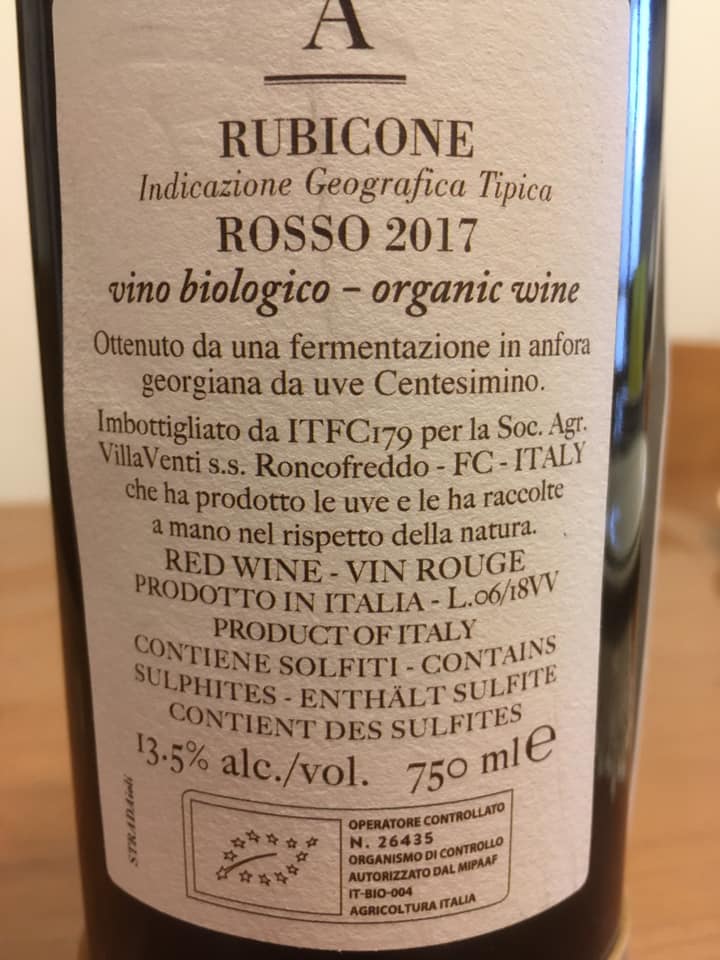 A
RUBICONE
Indicazione Geografica Tipica
ROSSO 2017
vino biologico – organic wine
Ottenuto da una fermentazione in anfora
georgiana da uve Centesimino.
Imbottigliato da ITFC179 per la Soc. Agr.
VillaVenti s.s. Roncofreddo - FC - ITALY
che ha prodotto le uve e le ha raccolte
a mano nel rispetto della natura.
RED WINE - VIN ROUGE
PRODOTTO IN ITALIA - L.06/18VV
PRODUCT OF ITALY
CONTIENE SOLFITI - CONTAINS
SULPHITES - ENTHÄLT SULFITE
CONTIENT DES SULFITES
13.5% alc./vol. 750 ml e
STRADAioli
OPERATORE CONTROLLATO
N. 26435
ORGANISMO DI CONTROLLO
AUTORIZZATO DAL MIPAAF
IT-BIO-004
AGRICOLTURA ITALIA